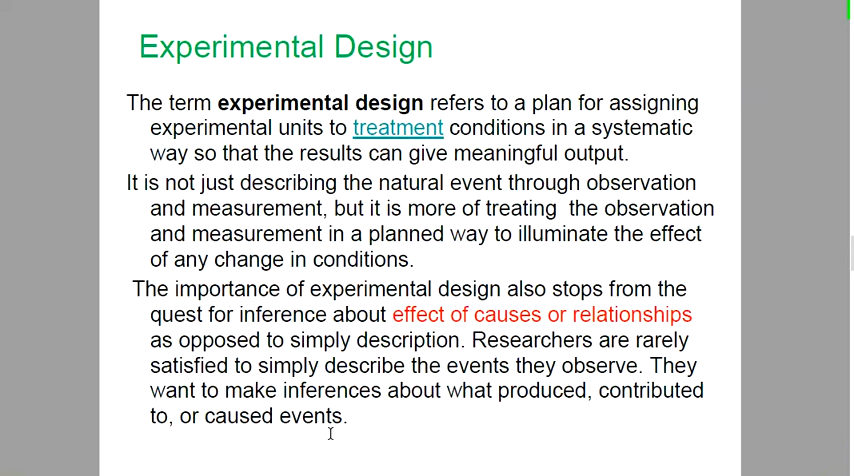 Experimental Design
The term experimental design refers to a plan for assigning
experimental units to treatment conditions in a systematic
way so that the results can give meaningful output.
It is not just describing the natural event through observation
and measurement, but it is more of treating  the observation
and measurement in a planned way to illuminate the effect
of any change in conditions.
The importance of experimental design also stops from the
quest for inference about effect of causes or relationships
as opposed to simply description. Researchers are rarely
satisfied to simply describe the events they observe. They
want to make inferences about what produced, contributed
to, or caused events.